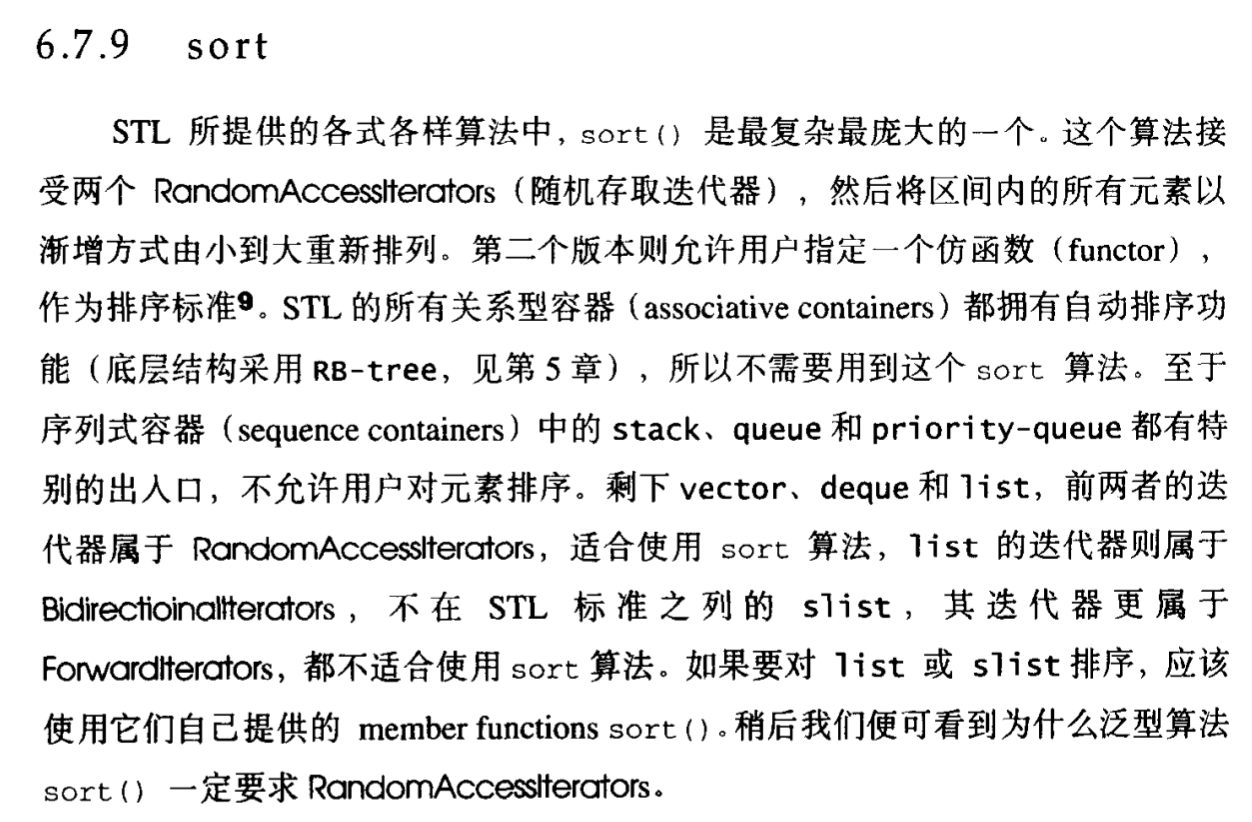 6.7.9 sort
STL 所提供的各式各样算法中，sort() 是最复杂最庞大的一个。这个算法接
受两个 RandomAccessIterators（随机存取迭代器），然后将区间内的所有元素以
渐增方式由小到大重新排列。第二个版本则允许用户指定一个仿函数（functor），
作为排序标准9。STL 的所有关系型容器（associative containers）都拥有自动排序功
能（底层结构采用 RB-tree，见第 5 章），所以不需要用到这个 sort 算法。至于
序列式容器（sequence containers）中的 stack、queue 和 priority-queue 都有特
别的出入口，不允许用户对元素排序。剩下 vector、deque 和 list，前两者的迭
代器属于 RandomAccessIterators，适合使用 sort 算法，list 的迭代器则属于
BidirectioinalIterators，不在 STL 标准之列的 slist，其迭代器更属于
ForwardIterators，都不适合使用 sort 算法。如果要对 list 或 slist 排序，应该
使用它们自己提供的 member functions sort()。稍后我们便可看到为什么泛型算法
sort() 一定要求 RandomAccessIterators。